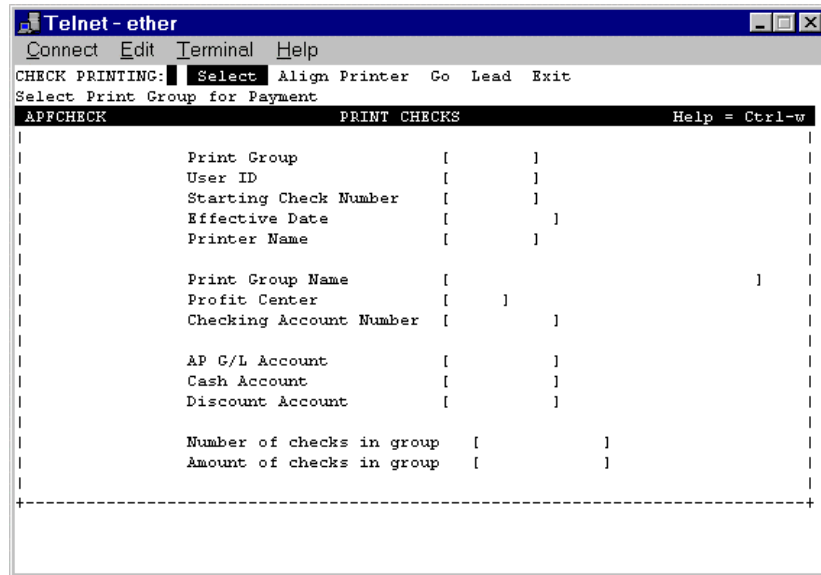 Telnet - ether
Connect Edit Terminal Help
CHECK PRINTING: Select Align Printer Go Lead Exit
Select Print Group for Payment
APFCHECK PRINT CHECKS Help = Ctrl-w
Print Group [ ]
User ID [ ]
Starting Check Number [ ]
Effective Date [ ]
Printer Name [ ]
Print Group Name [ ]
Profit Center [ ]
Checking Account Number [ ]
AP G/L Account [ ]
Cash Account [ ]
Discount Account [ ]
Number of checks in group [ ]
Amount of checks in group [ ]